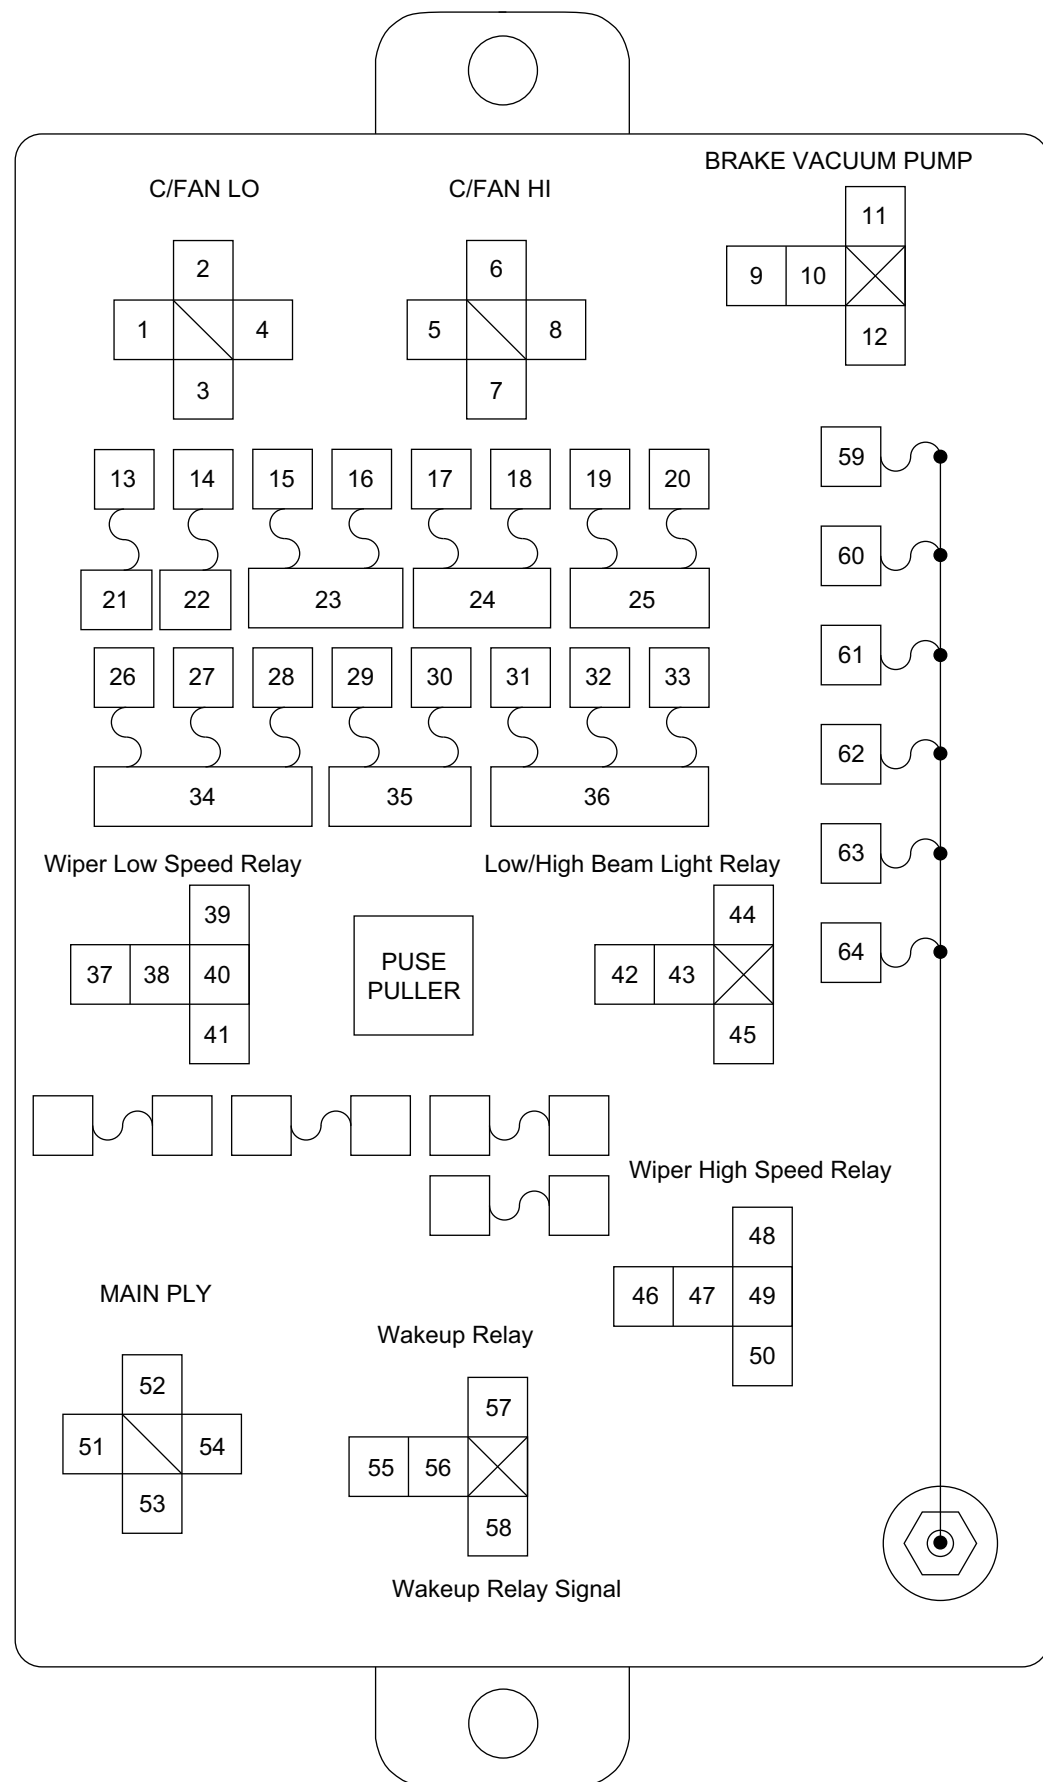 BRAKE VACUUM PUMP
C/FAN LO
C/FAN HI
11
2
6
9 10
1
4
5
8
12
3
7
59
13 14 15 16 17 18 19 20
60
21 22 23 24 25
61
26 27 28 29 30 31 32 33
62
34 35 36
63
Wiper Low Speed Relay
Low/High Beam Light Relay
39
44
64
PUSE
PULLER
37 38 40
42 43
41
45
Wiper High Speed Relay
48
MAIN PLY
46 47 49
Wakeup Relay
50
52
57
51
54
55 56
53
58
Wakeup Relay Signal